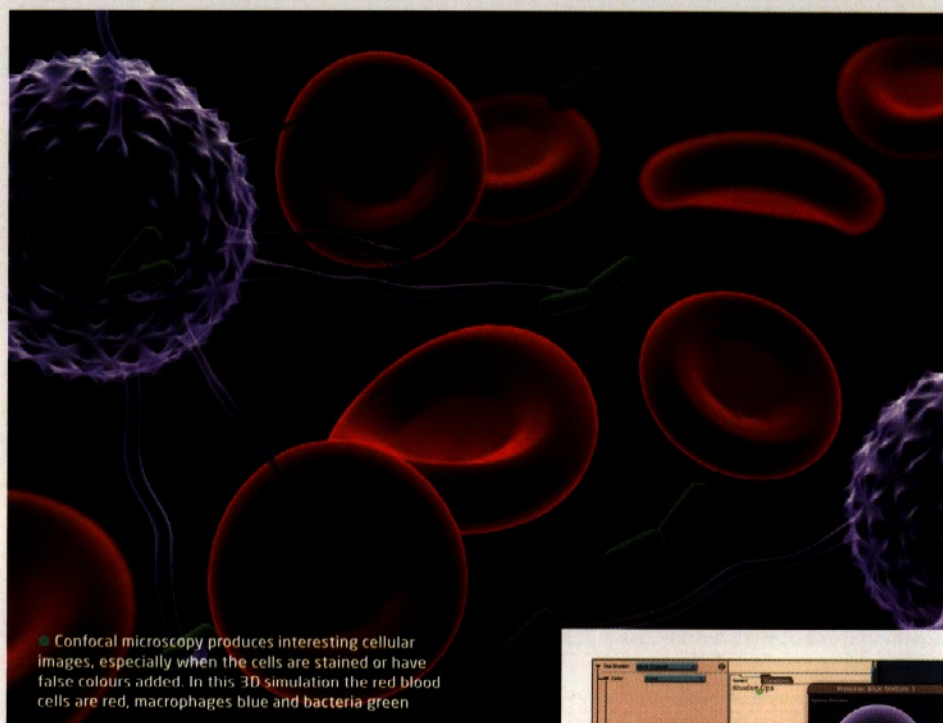 Confocal microscopy produces interesting cellular
images, especially when the cells are stained or have
false colours added. In this 3D simulation the red blood
cells are red, macrophages blue and bacteria green